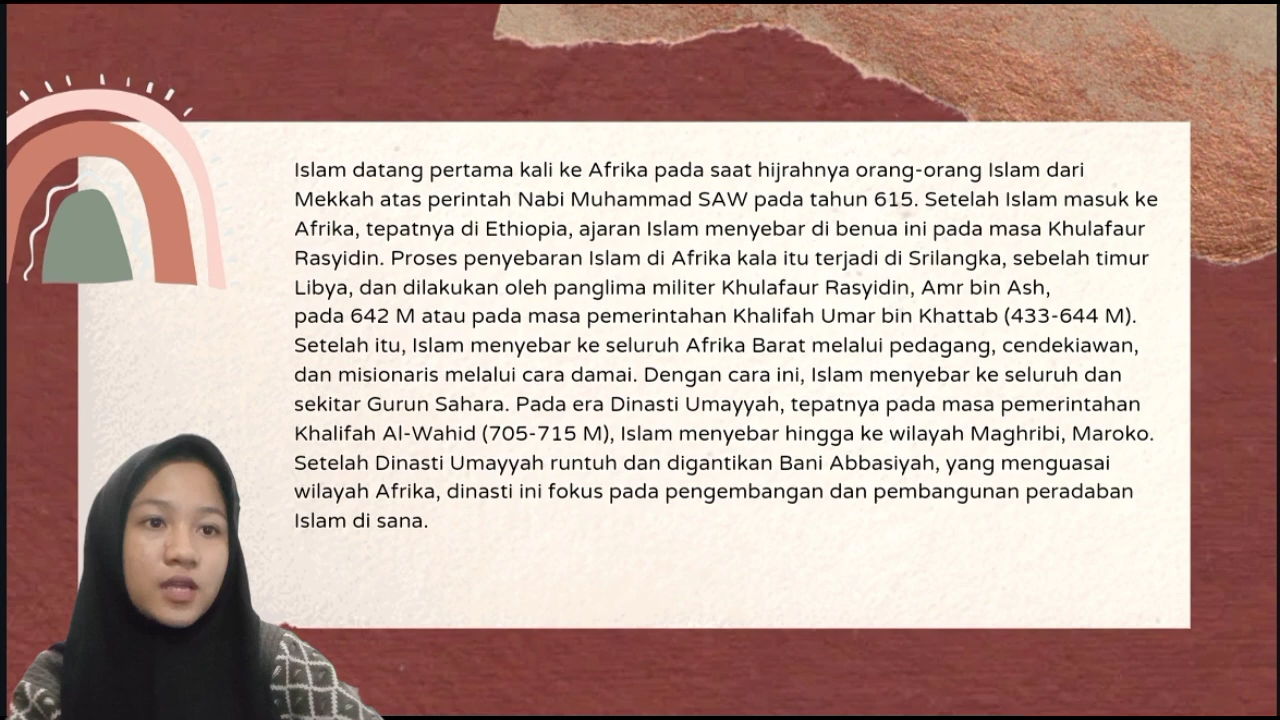 Islam datang pertama kali ke Afrika pada saat hijrahnya orang-orang Islam dari
Mekkah atas perintah Nabi Muhammad SAW pada tahun 615. Setelah Islam masuk ke
Afrika, tepatnya di Ethiopia, ajaran Islam menyebar di benua ini pada masa Khulafaur
Rasyidin. Proses penyebaran Islam di Afrika kala itu terjadi di Srilangka, sebelah timur
Libya, dan dilakukan oleh panglima militer Khulafaur Rasyidin, Amr bin Ash,
pada 642 M atau pada masa pemerintahan Khalifah Umar bin Khattab (433-644 M).
Setelah itu, Islam menyebar ke seluruh Afrika Barat melalui pedagang, cendekiawan,
dan misionaris melalui cara damai. Dengan cara ini, Islam menyebar ke seluruh dan
sekitar Gurun Sahara. Pada era Dinasti Umayyah, tepatnya pada masa pemerintahan
Khalifah Al-Wahid (705-715 M), Islam menyebar hingga ke wilayah Maghribi, Maroko.
Setelah Dinasti Umayyah runtuh dan digantikan Bani Abbasiyah, yang menguasai
wilayah Afrika, dinasti ini fokus pada pengembangan dan pembangunan peradaban
Islam di sana.